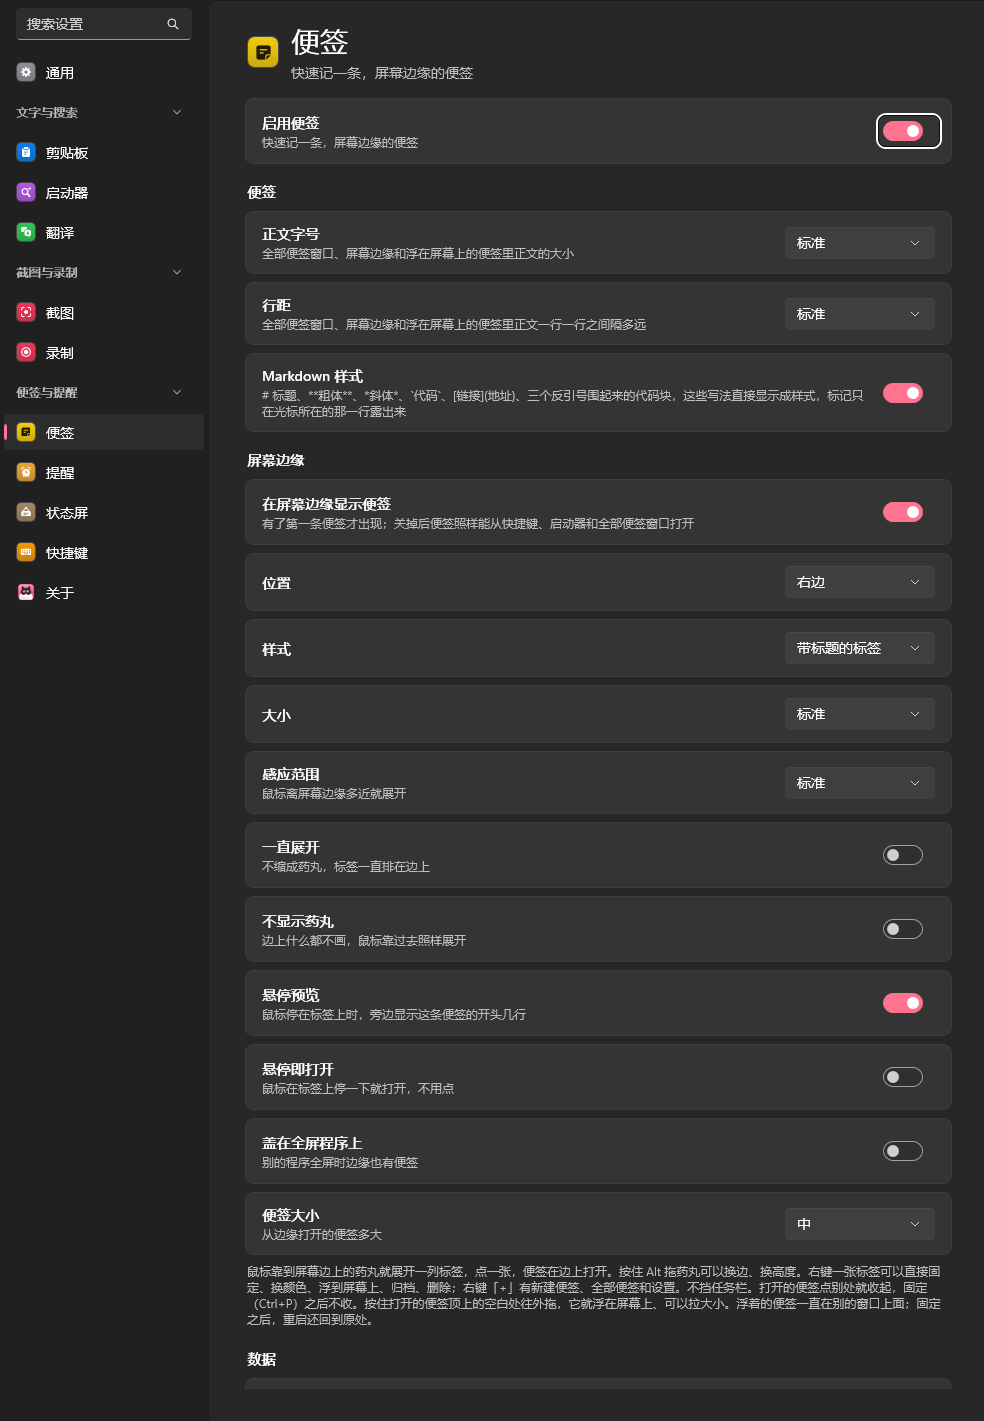 搜索设置
通用
文字与搜索
剪贴板
启动器
翻译
截图与录制
截图
录制
便签与提醒
便签
提醒
状态屏
快捷键
关于
便签
快速记一条，屏幕边缘的便签
启用便签
快速记一条，屏幕边缘的便签
便签
正文字号
全部便签窗口、屏幕边缘和浮在屏幕上的便签里正文的大小
标准
行距
全部便签窗口、屏幕边缘和浮在屏幕上的便签里正文一行一行之间隔多远
标准
Markdown 样式
# 标题、**粗体**、*斜体*、`代码`、[链接](地址)、三个反引号围起来的代码块，这些写法直接显示成样式，标记只
在光标所在的那一行露出来
屏幕边缘
在屏幕边缘显示便签
有了第一条便签才出现；关掉后便签照样能从快捷键、启动器和全部便签窗口打开
位置
右边
样式
带标题的标签
大小
标准
感应范围
鼠标离屏幕边缘多近就展开
标准
一直展开
不缩成药丸，标签一直排在边上
不显示药丸
边上什么都不画，鼠标靠过去照样展开
悬停预览
鼠标停在标签上时，旁边显示这条便签的开头几行
悬停即打开
鼠标在标签上停一下就打开，不用点
盖在全屏程序上
别的程序全屏时边缘也有便签
便签大小
从边缘打开的便签多大
中
鼠标靠到屏幕边上的药丸就展开一列标签，点一张，便签在边上打开。按住 Alt 拖药丸可以换边、换高度。右键一张标签可以直接固
定、换颜色、浮到屏幕上、归档、删除；右键「+」有新建便签、全部便签和设置。不挡任务栏。打开的便签点别处就收起，固定
（Ctrl+P）之后不收。按住打开的便签顶上的空白处往外拖，它就浮在屏幕上、可以拉大小。浮着的便签一直在别的窗口上面；固定
之后，重启还回到原处。
数据